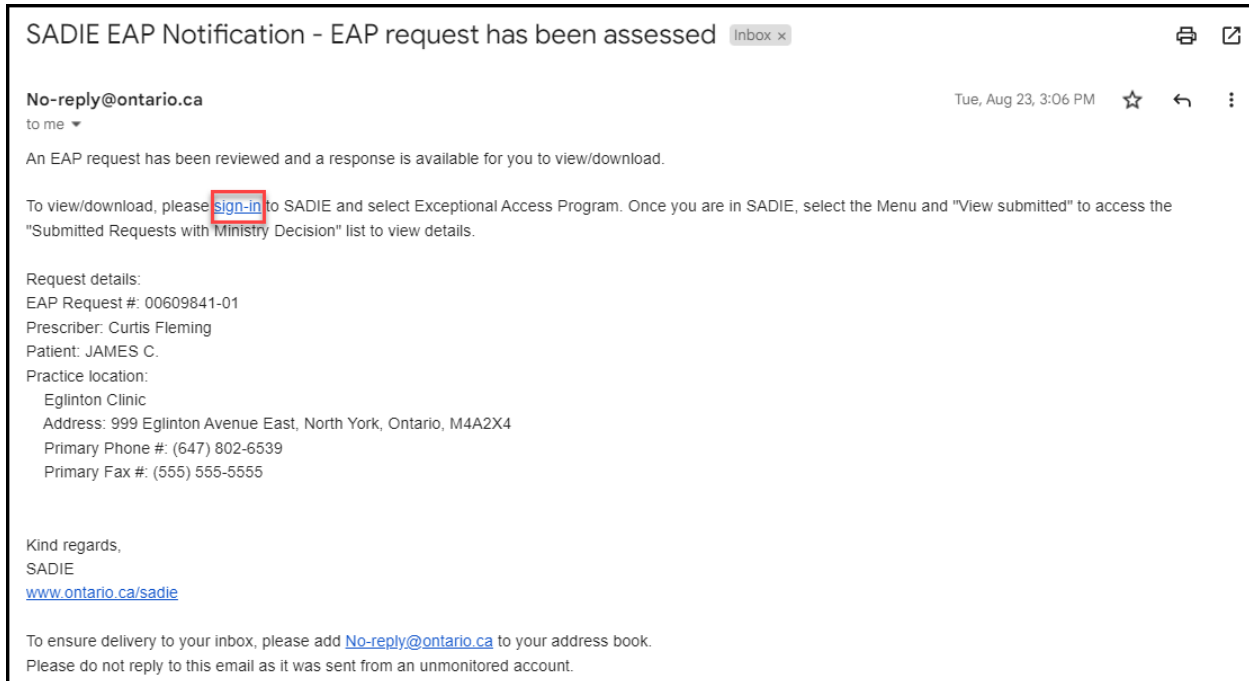 SADIE EAP Notification - EAP request has been assessed Inbox x
No-reply@ontario.ca Tue, Aug 23, 3:06 PM
to me
An EAP request has been reviewed and a response is available for you to view/download.
To view/download, please sign-in to SADIE and select Exceptional Access Program. Once you are in SADIE, select the Menu and "View submitted" to access the
"Submitted Requests with Ministry Decision" list to view details.
Request details:
EAP Request #: 00609841-01
Prescriber: Curtis Fleming
Patient: JAMES C.
Practice location:
Eglinton Clinic
Address: 999 Eglinton Avenue East, North York, Ontario, M4A2X4
Primary Phone #: (647) 802-6539
Primary Fax #: (555) 555-5555
Kind regards,
SADIE
www.ontario.ca/sadie
To ensure delivery to your inbox, please add No-reply@ontario.ca to your address book.
Please do not reply to this email as it was sent from an unmonitored account.